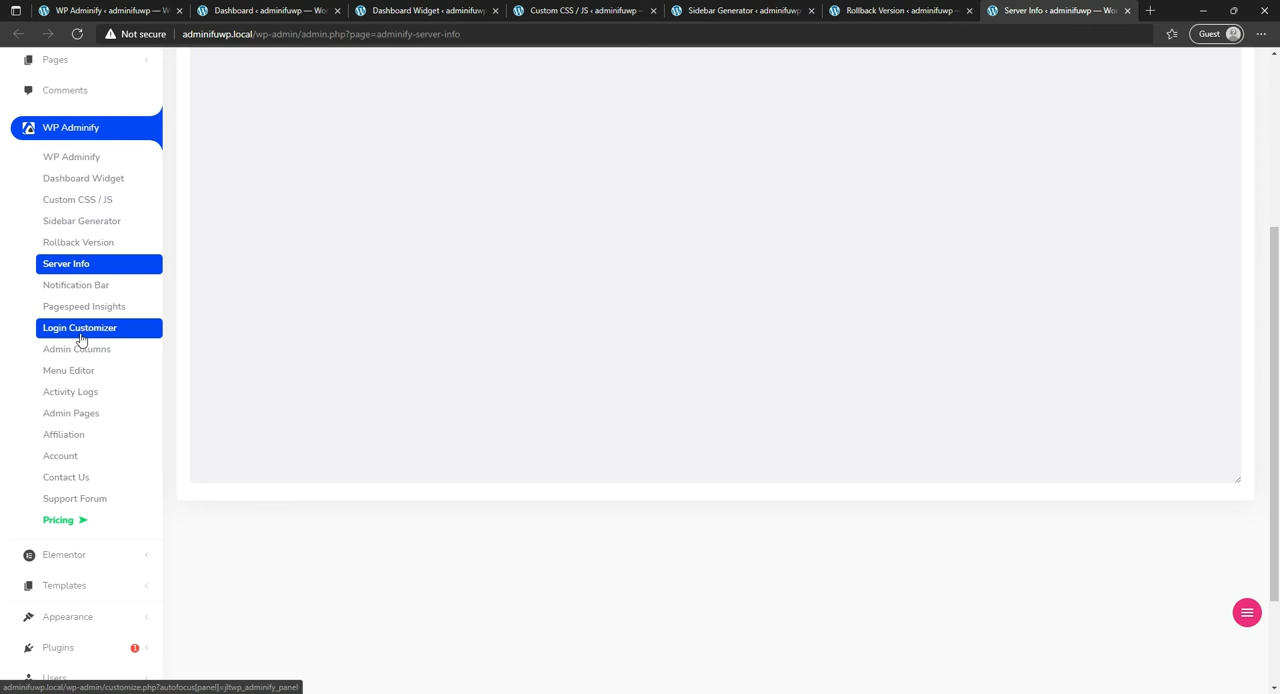 WP Adminify ‹ adminifuwp — W
Dashboard ‹ adminifuwp — Wo
Dashboard Widget ‹ adminifuwp
Custom CSS / JS ‹ adminifuwp –
Sidebar Generator ‹ adminifuwp
Rollback Version ‹ adminifuwp –
Server Info ‹ adminifuwp — Wo
Not secure
adminifuwp.local/wp-admin/admin.php?page=adminify-server-info
Guest
Pages
Comments
WP Adminify
WP Adminify
Dashboard Widget
Custom CSS / JS
Sidebar Generator
Rollback Version
Server Info
Notification Bar
Pagespeed Insights
Login Customizer
Admin Columns
Menu Editor
Activity Logs
Admin Pages
Affiliation
Account
Contact Us
Support Forum
Pricing ➤
Elementor
Templates
Appearance
Plugins 1
Users
adminifuwp.local/wp-admin/customize.php?autofocus[panel]=jltwp_adminify_panel